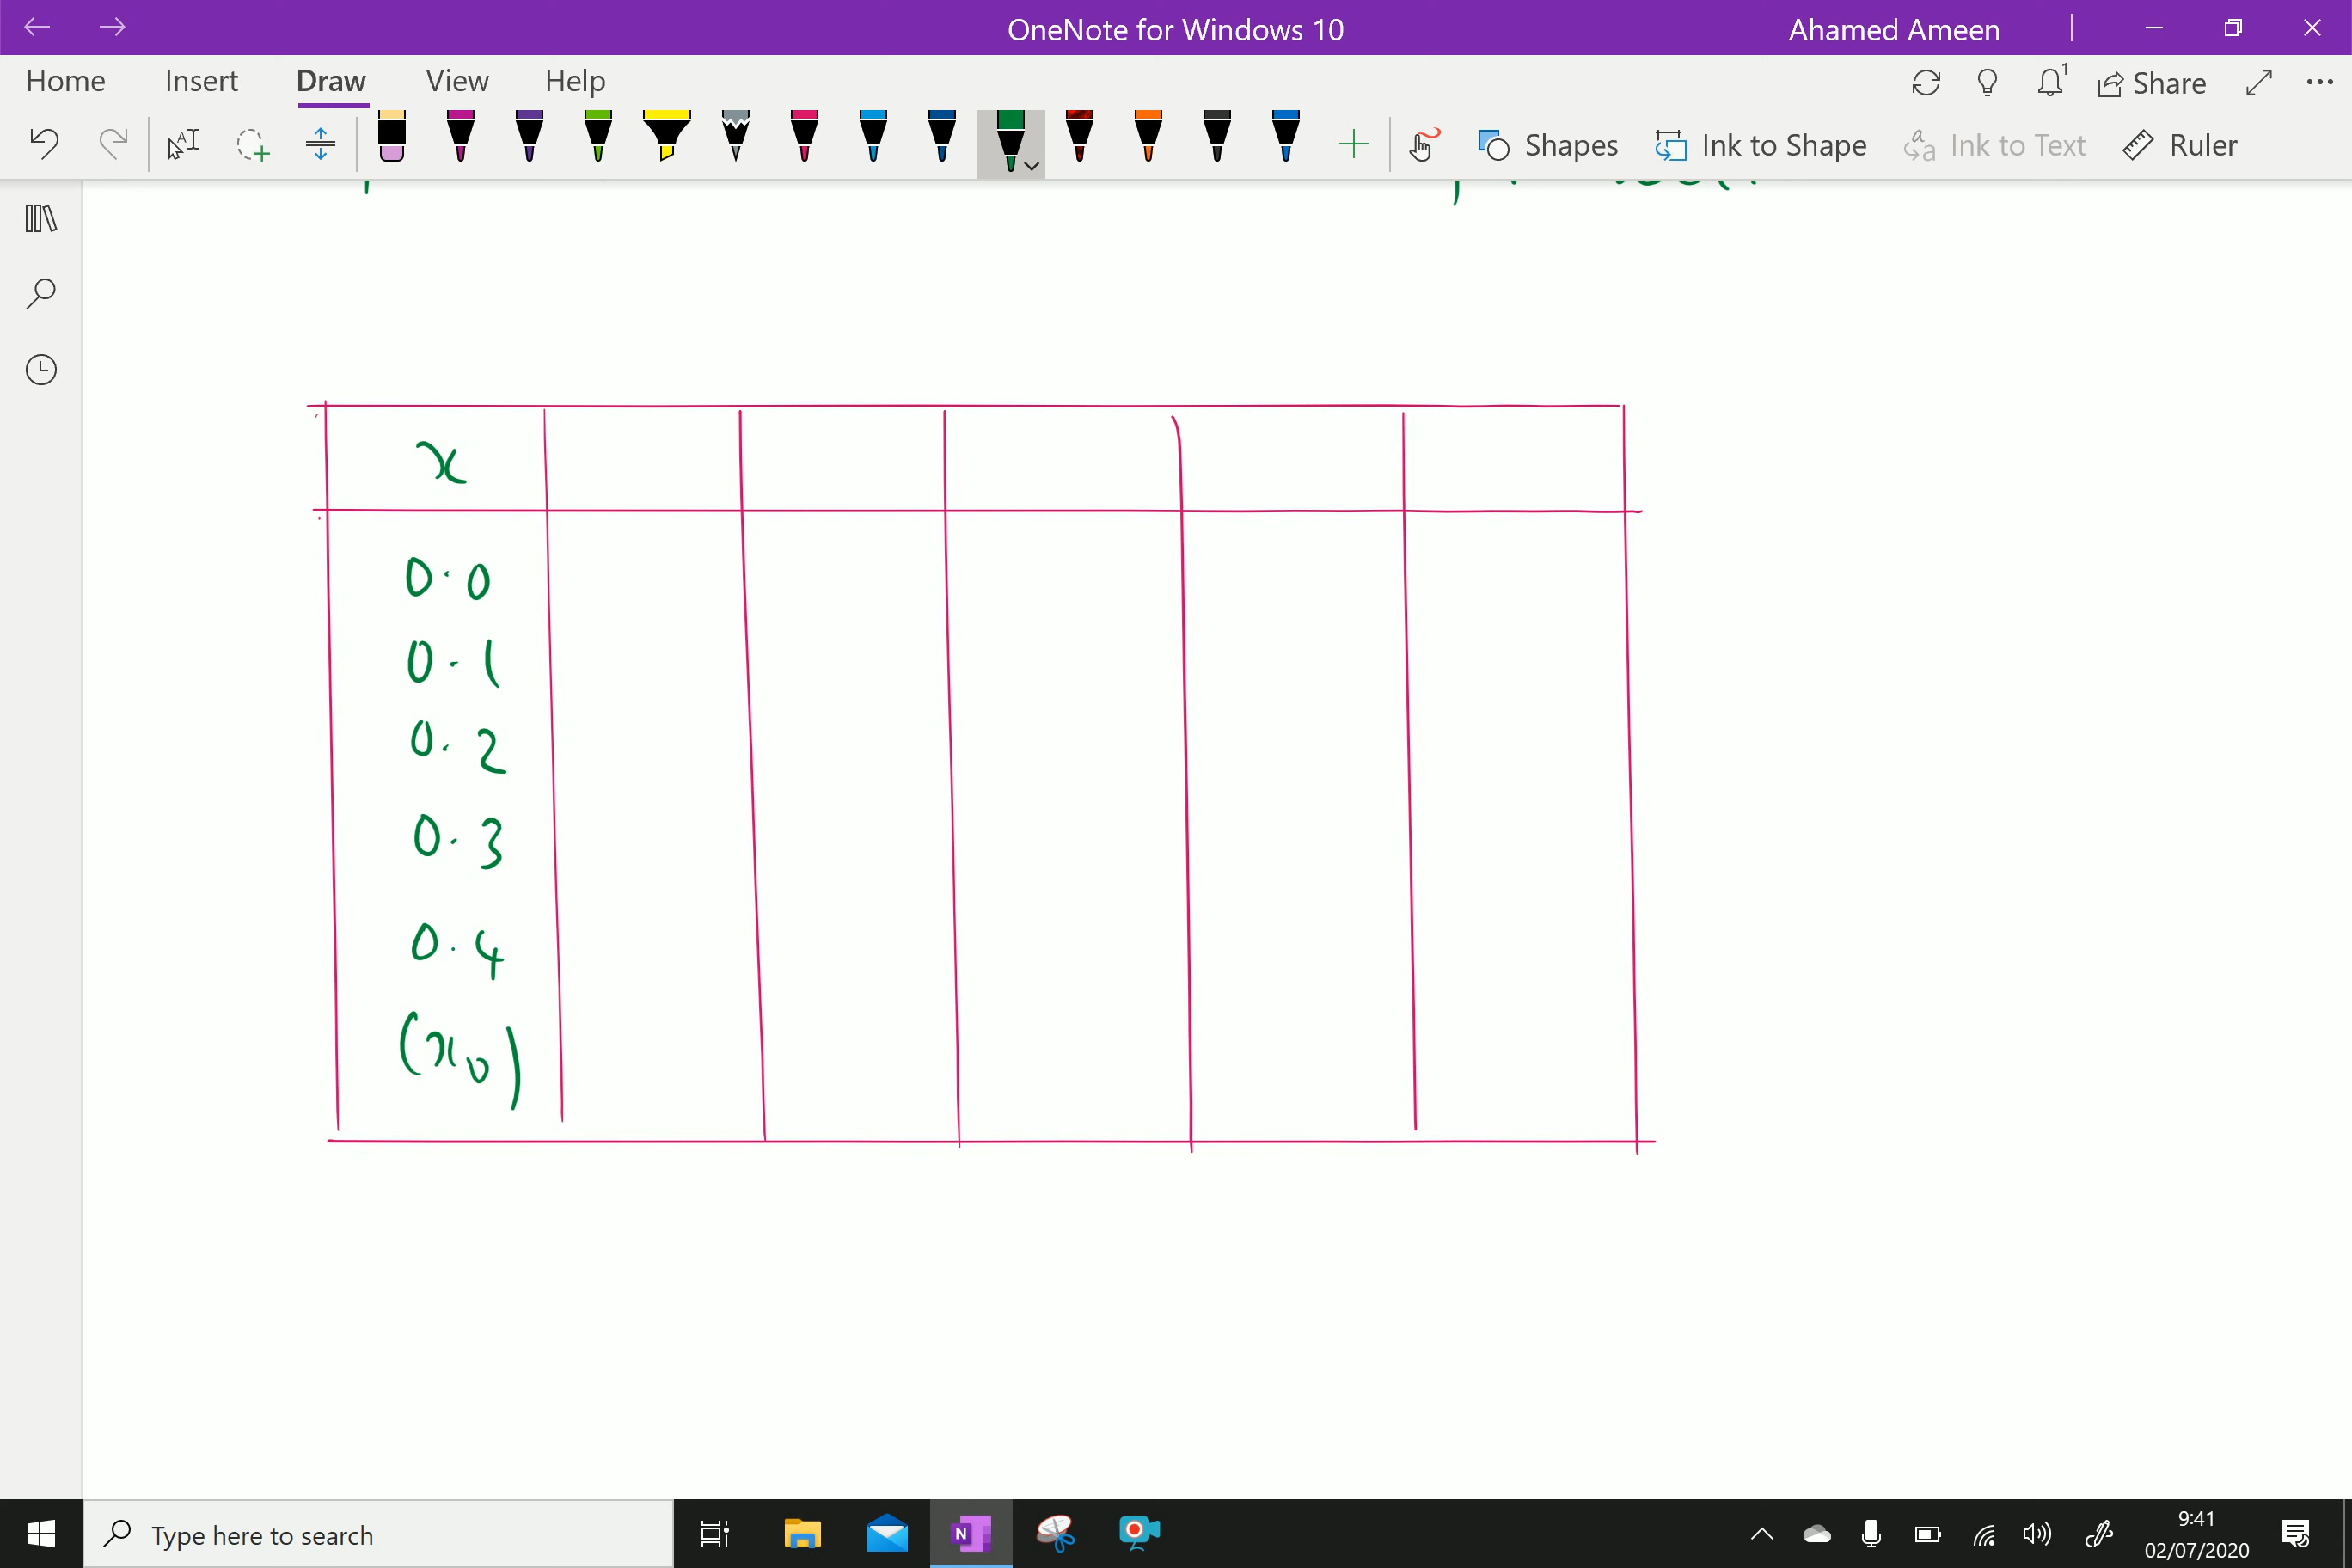 OneNote for Windows 10
Ahamed Ameen
Home Insert Draw View Help
1
Share
Shapes Ink to Shape Ink to Text Ruler
x
0.0
0.1
0.2
0.3
0.4
(x₀)
Type here to search
N
9:41
02/07/2020